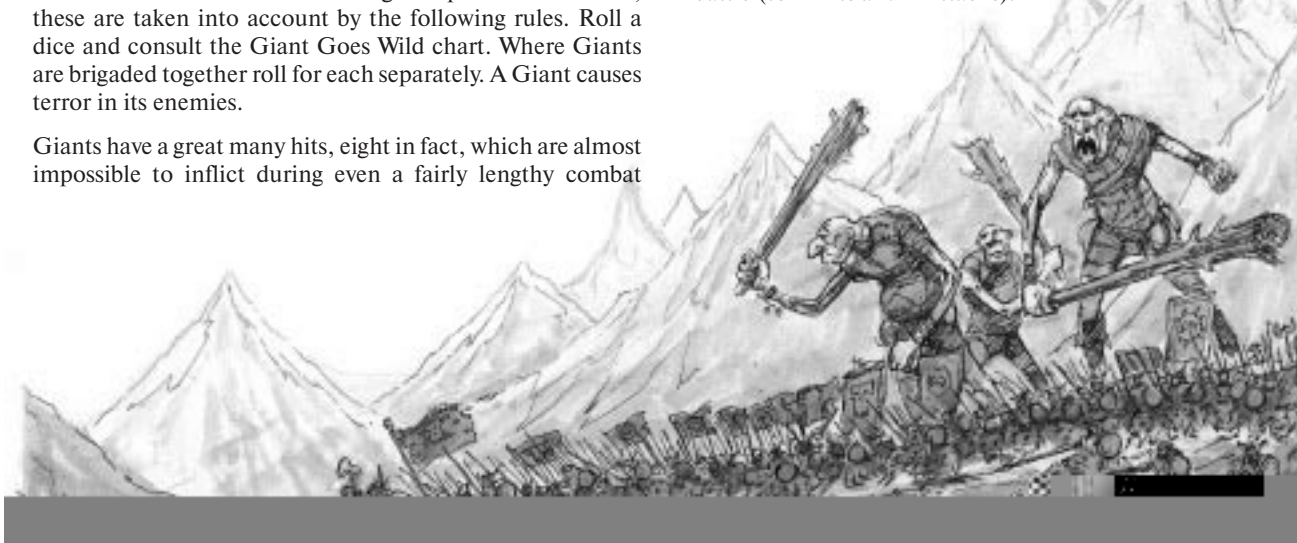 these are taken into account by the following rules. Roll a
dice and consult the Giant Goes Wild chart. Where Giants
are brigaded together roll for each separately. A Giant causes
terror in its enemies.
Giants have a great many hits, eight in fact, which are almost
impossible to inflict during even a fairly lengthy combat